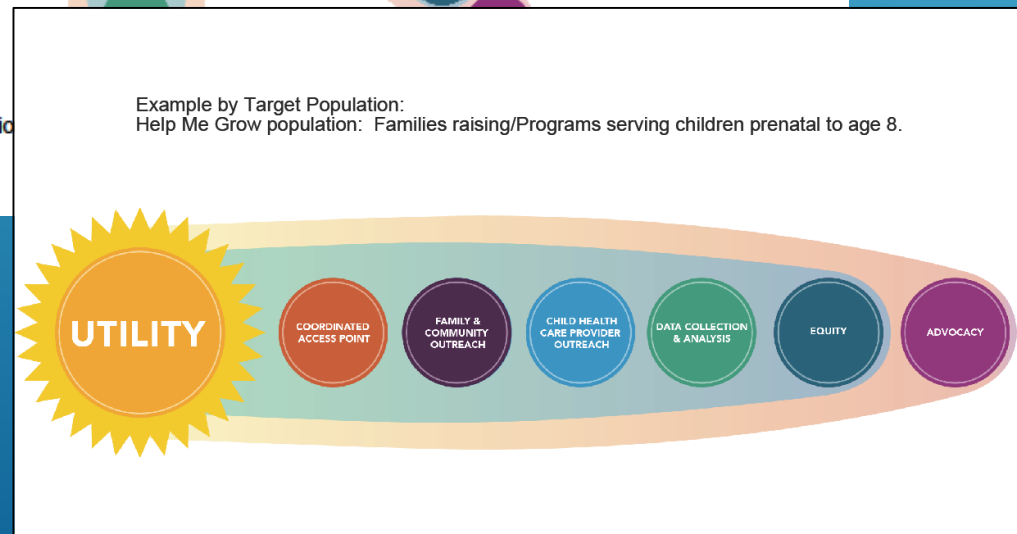 Example by Target Population:
io
Help Me Grow population:  Families raising/Programs serving children prenatal to age 8.
UTILITY
COORDINATED
ACCESS POINT
FAMILY &
COMMUNITY
OUTREACH
CHILD HEALTH
CARE PROVIDER
OUTREACH
DATA COLLECTION
& ANALYSIS
EQUITY
ADVOCACY